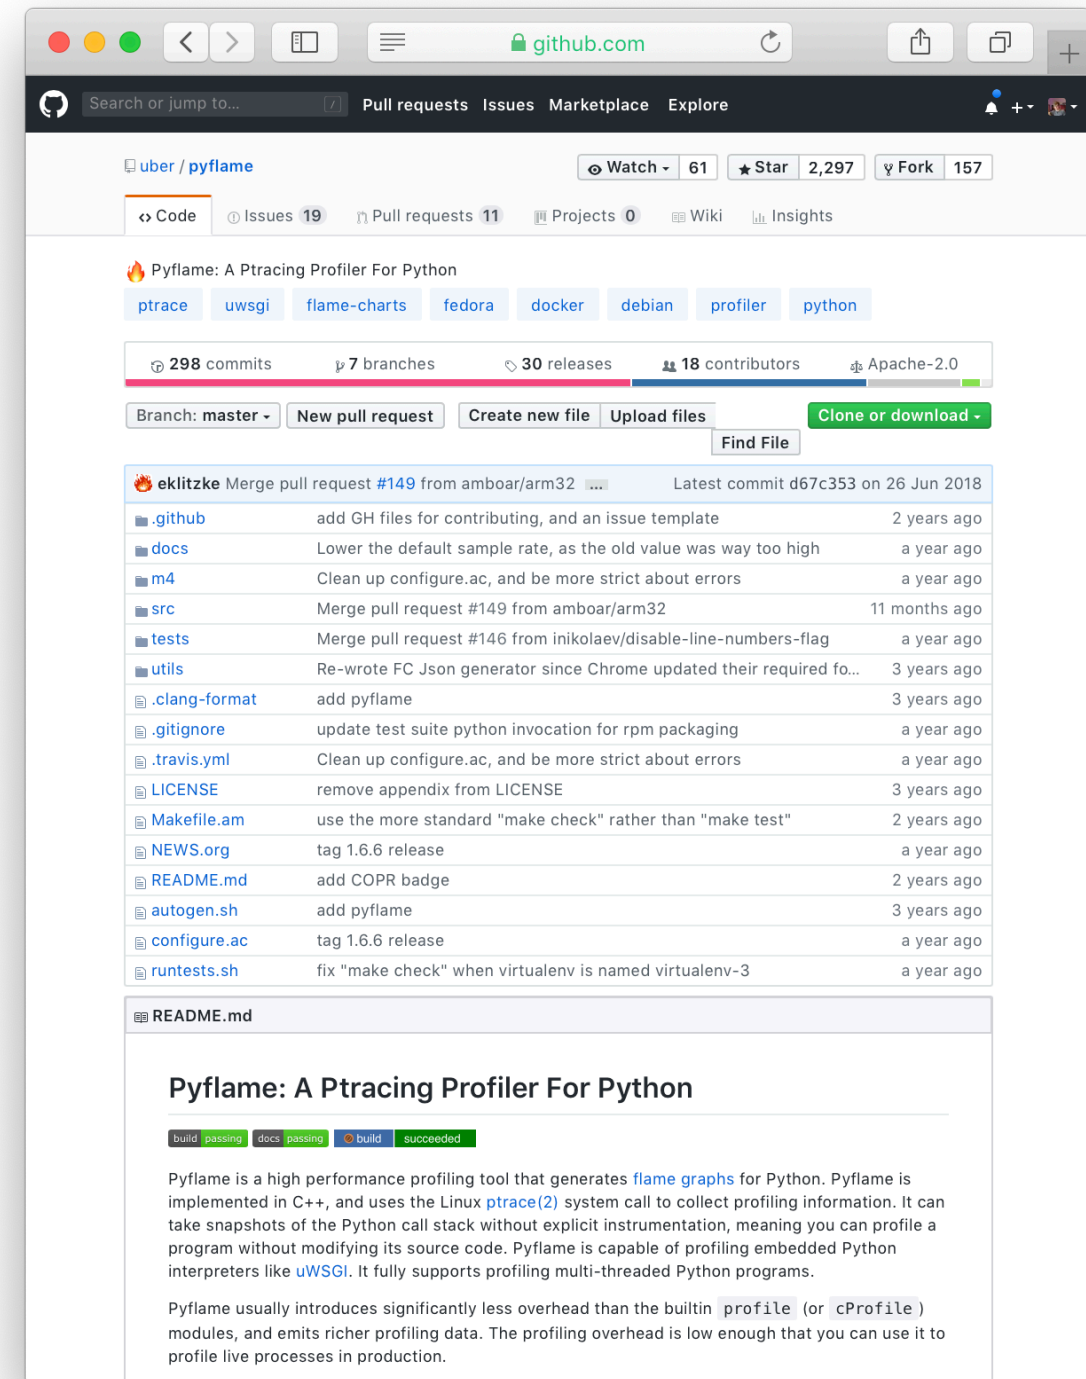 github.com
Search or jump to... / Pull requests Issues Marketplace Explore
uber / pyflame Watch 61 Star 2,297 Fork 157
Code Issues 19 Pull requests 11 Projects 0 Wiki Insights
Pyflame: A Ptracing Profiler For Python
ptrace uwsgi flame-charts fedora docker debian profiler python
298 commits 7 branches 30 releases 18 contributors Apache-2.0
Branch: master New pull request Create new file Upload files Clone or download
Find File
eklitzke Merge pull request #149 from amboar/arm32 ... Latest commit d67c353 on 26 Jun 2018
.github add GH files for contributing, and an issue template 2 years ago
docs Lower the default sample rate, as the old value was way too high a year ago
m4 Clean up configure.ac, and be more strict about errors a year ago
src Merge pull request #149 from amboar/arm32 11 months ago
tests Merge pull request #146 from inikolaev/disable-line-numbers-flag a year ago
utils Re-wrote FC Json generator since Chrome updated their required fo... 3 years ago
.clang-format add pyflame 3 years ago
.gitignore update test suite python invocation for rpm packaging a year ago
.travis.yml Clean up configure.ac, and be more strict about errors a year ago
LICENSE remove appendix from LICENSE 3 years ago
Makefile.am use the more standard "make check" rather than "make test" 2 years ago
NEWS.org tag 1.6.6 release a year ago
README.md add COPR badge 2 years ago
autogen.sh add pyflame 3 years ago
configure.ac tag 1.6.6 release a year ago
runtests.sh fix "make check" when virtualenv is named virtualenv-3 a year ago
README.md
Pyflame: A Ptracing Profiler For Python
build passing docs passing build succeeded
Pyflame is a high performance profiling tool that generates flame graphs for Python. Pyflame is
implemented in C++, and uses the Linux ptrace(2) system call to collect profiling information. It can
take snapshots of the Python call stack without explicit instrumentation, meaning you can profile a
program without modifying its source code. Pyflame is capable of profiling embedded Python
interpreters like uWSGI. It fully supports profiling multi-threaded Python programs.
Pyflame usually introduces significantly less overhead than the builtin profile (or cProfile)
modules, and emits richer profiling data. The profiling overhead is low enough that you can use it to
profile live processes in production.